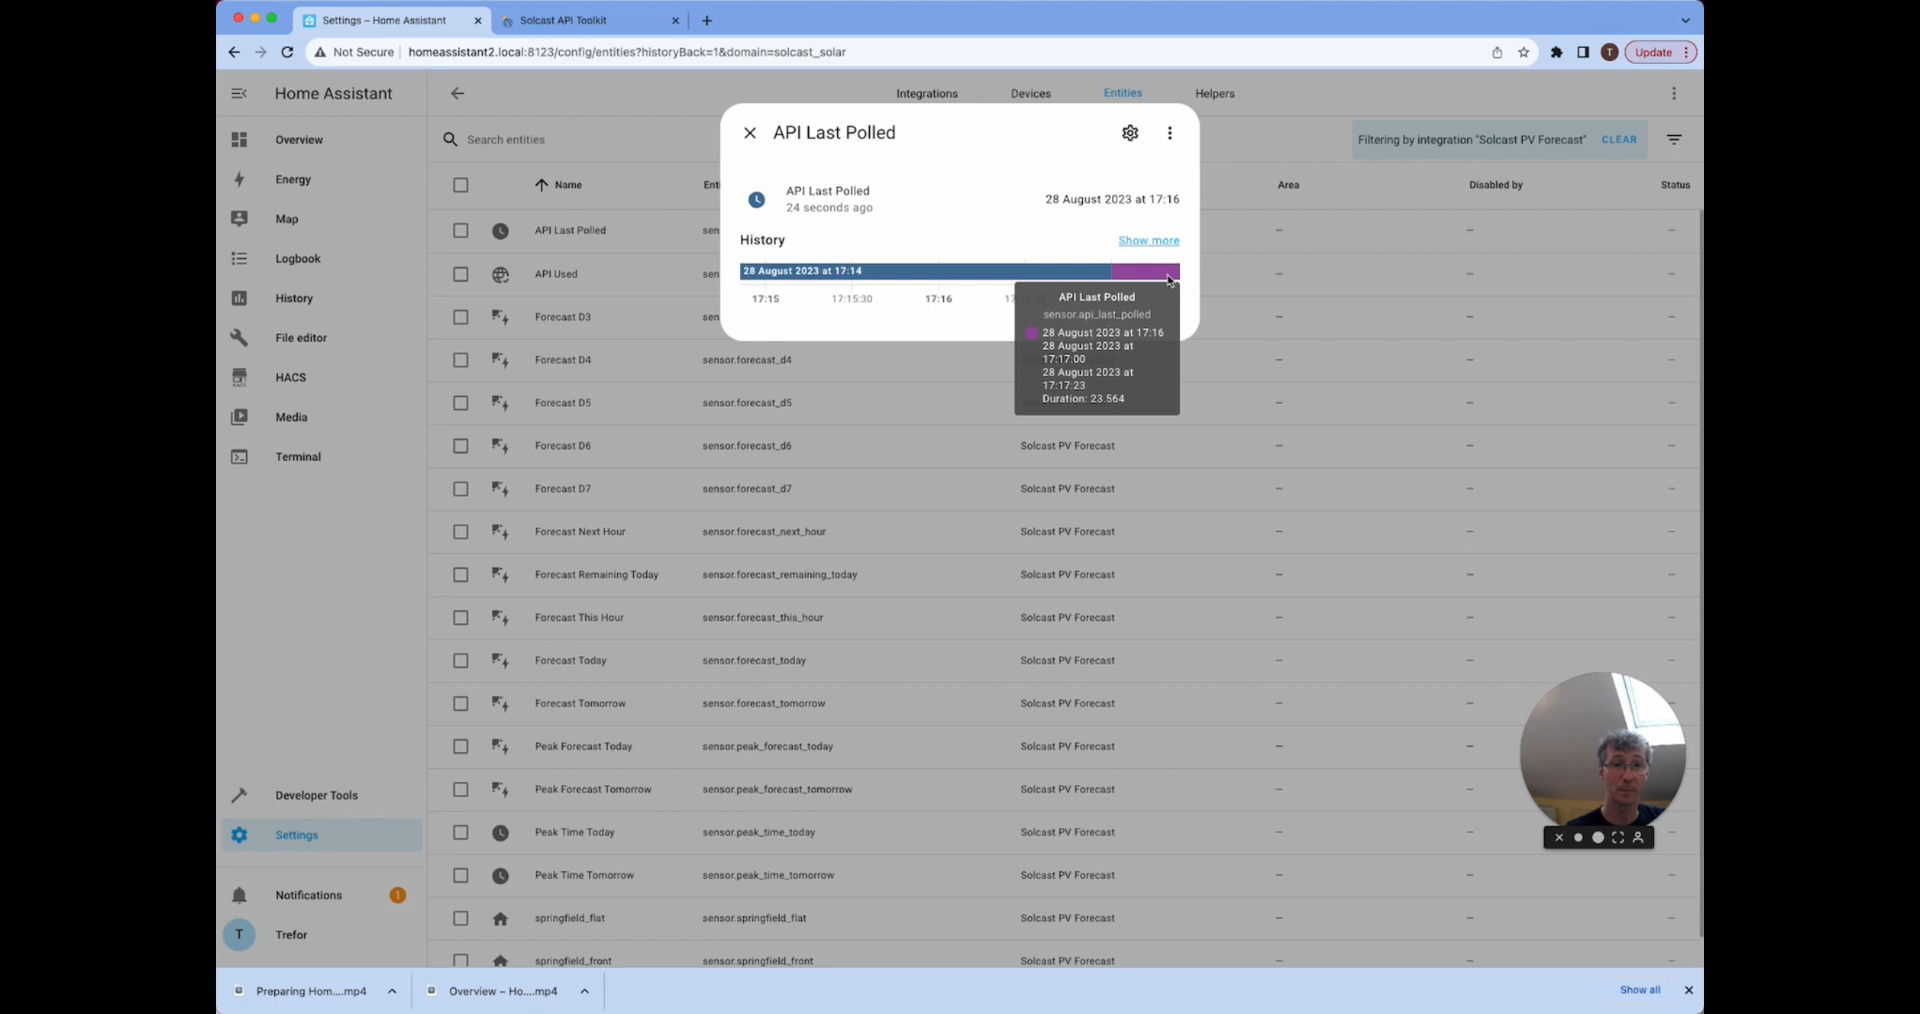 Settings – Home Assistant
Solcast API Toolkit
Not Secure
homeassistant2.local:8123/config/entities?historyBack=1&domain=solcast_solar
T
Update
Home Assistant
Integrations
Devices
Entities
Helpers
Overview
Energy
Map
Logbook
History
File editor
HACS
Media
Terminal
Developer Tools
Settings
Notifications
1
T
Trefor
Search entities
Filtering by integration "Solcast PV Forecast"
CLEAR
Name
Enti
Area
Disabled by
Status
API Last Polled
24 seconds ago
28 August 2023 at 17:16
API Last Polled
History
Show more
28 August 2023 at 17:14
17:15
17:15:30
17:16
API Last Polled
sensor.api_last_polled
28 August 2023 at 17:16
28 August 2023 at
17:17:00
28 August 2023 at
17:17:23
Duration: 23.564
API Last Polled
sen
–
–
–
API Used
sen
–
–
–
Forecast D3
sen
–
–
–
Forecast D4
sensor.forecast_d4
–
–
–
Forecast D5
sensor.forecast_d5
–
–
–
Forecast D6
sensor.forecast_d6
Solcast PV Forecast
–
–
–
Forecast D7
sensor.forecast_d7
Solcast PV Forecast
–
–
–
Forecast Next Hour
sensor.forecast_next_hour
Solcast PV Forecast
–
–
–
Forecast Remaining Today
sensor.forecast_remaining_today
Solcast PV Forecast
–
–
–
Forecast This Hour
sensor.forecast_this_hour
Solcast PV Forecast
–
–
–
Forecast Today
sensor.forecast_today
Solcast PV Forecast
–
–
–
Forecast Tomorrow
sensor.forecast_tomorrow
Solcast PV Forecast
–
–
–
Peak Forecast Today
sensor.peak_forecast_today
Solcast PV Forecast
–
–
Peak Forecast Tomorrow
sensor.peak_forecast_tomorrow
Solcast PV Forecast
–
–
Peak Time Today
sensor.peak_time_today
Solcast PV Forecast
–
–
Peak Time Tomorrow
sensor.peak_time_tomorrow
Solcast PV Forecast
–
–
–
springfield_flat
sensor.springfield_flat
Solcast PV Forecast
–
–
–
springfield_front
sensor.springfield_front
Solcast PV Forecast
–
–
–
Preparing Hom....mp4
Overview – Ho....mp4
Show all